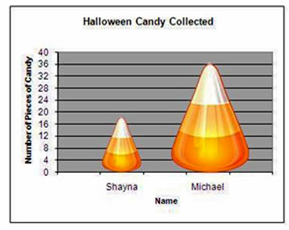 Halloween Candy Collected
Number of Pieces of Candy
40
36
32
28
24
20
16
12
8
4
0
Shayna
Michael
Name